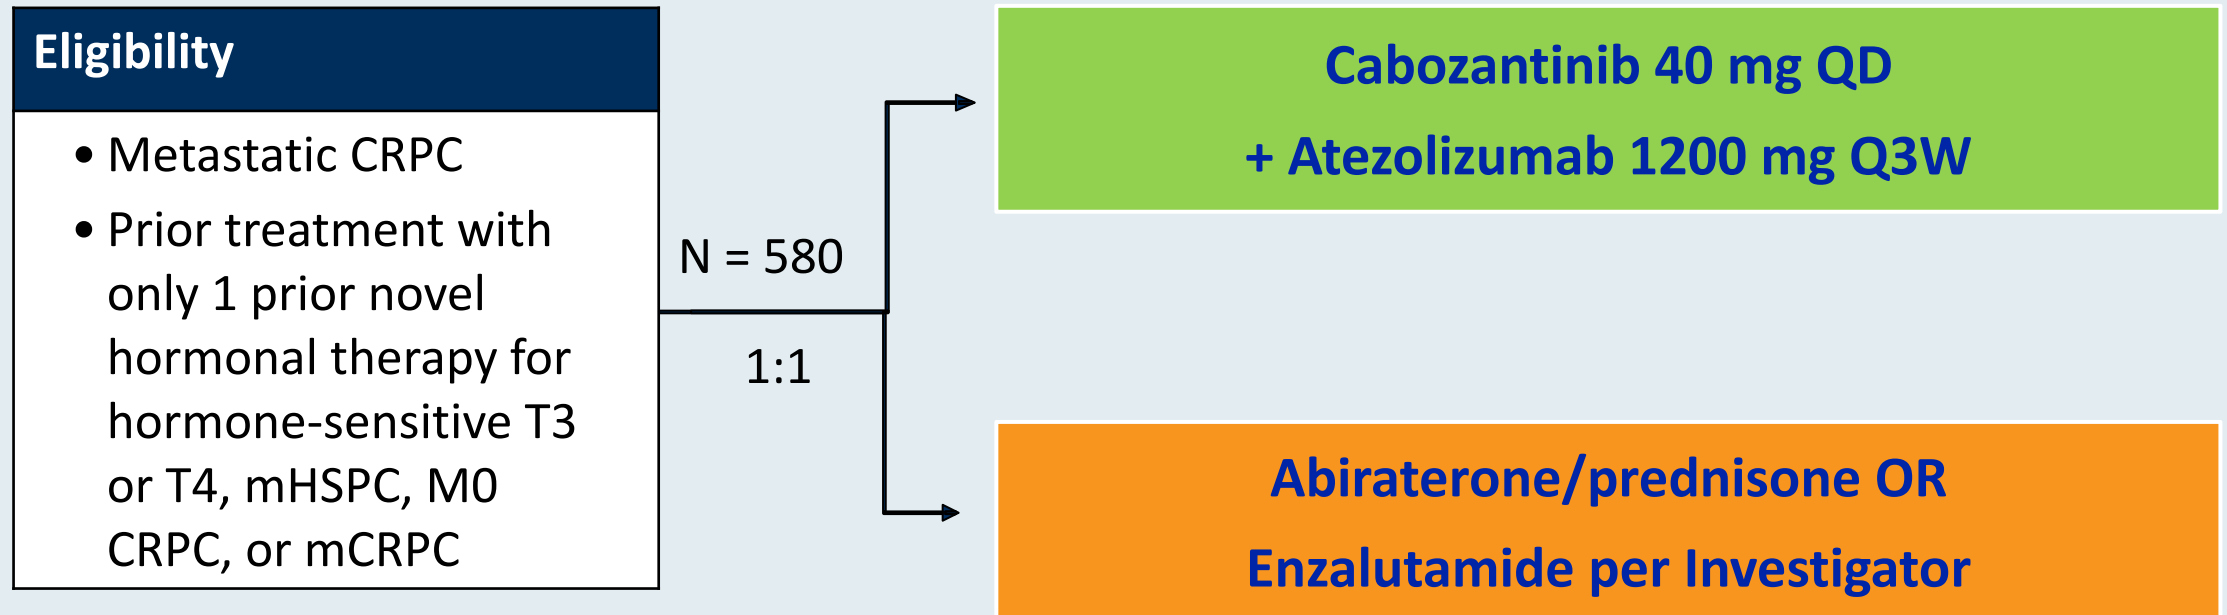 Eligibility
• Metastatic CRPC
• Prior treatment with
only 1 prior novel
hormonal therapy for
hormone-sensitive T3
or T4, mHSPC, M0
CRPC, or mCRPC
N = 580
1:1
Cabozantinib 40 mg QD
+ Atezolizumab 1200 mg Q3W
Abiraterone/prednisone OR
Enzalutamide per Investigator